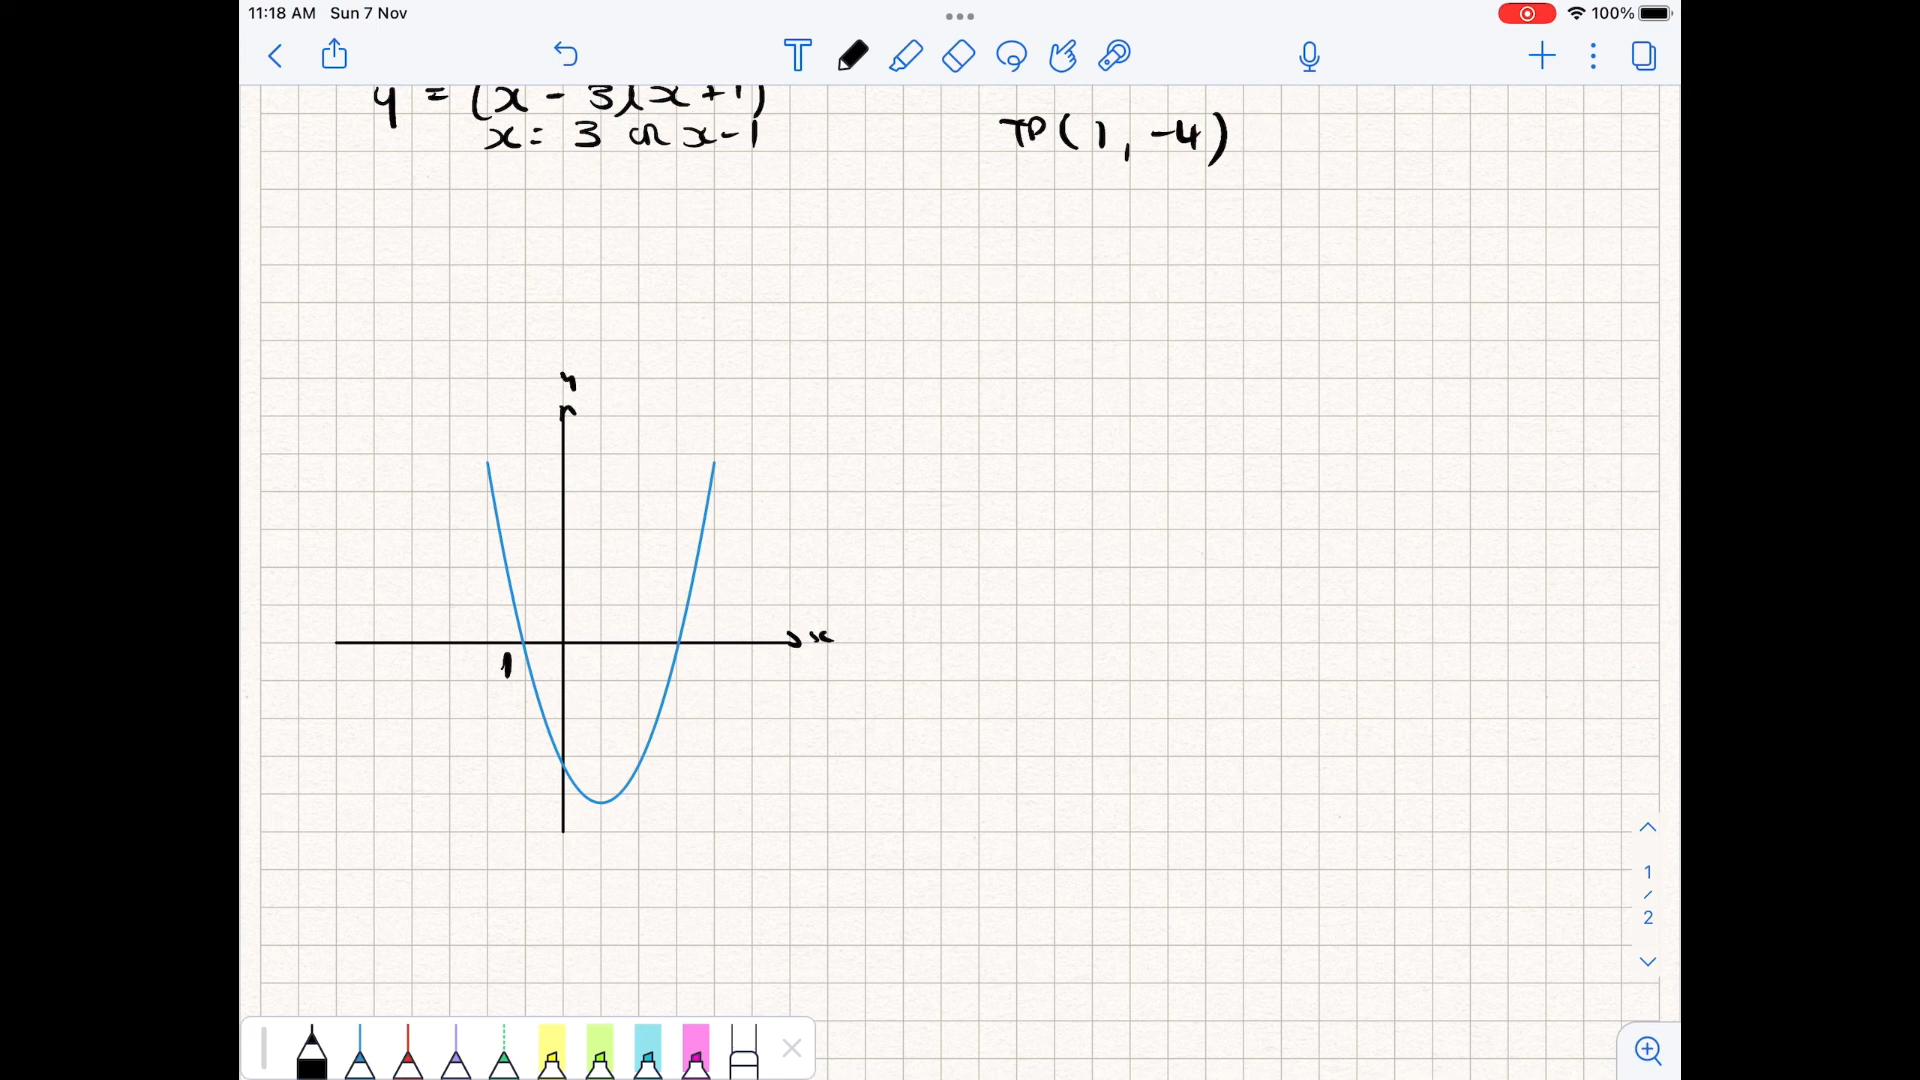 11:18 AM Sun 7 Nov
100%
T
y = (x - 3)(x + 1)
x = 3 or x - 1
TP(1, -4)
y
x
1
1
/
2